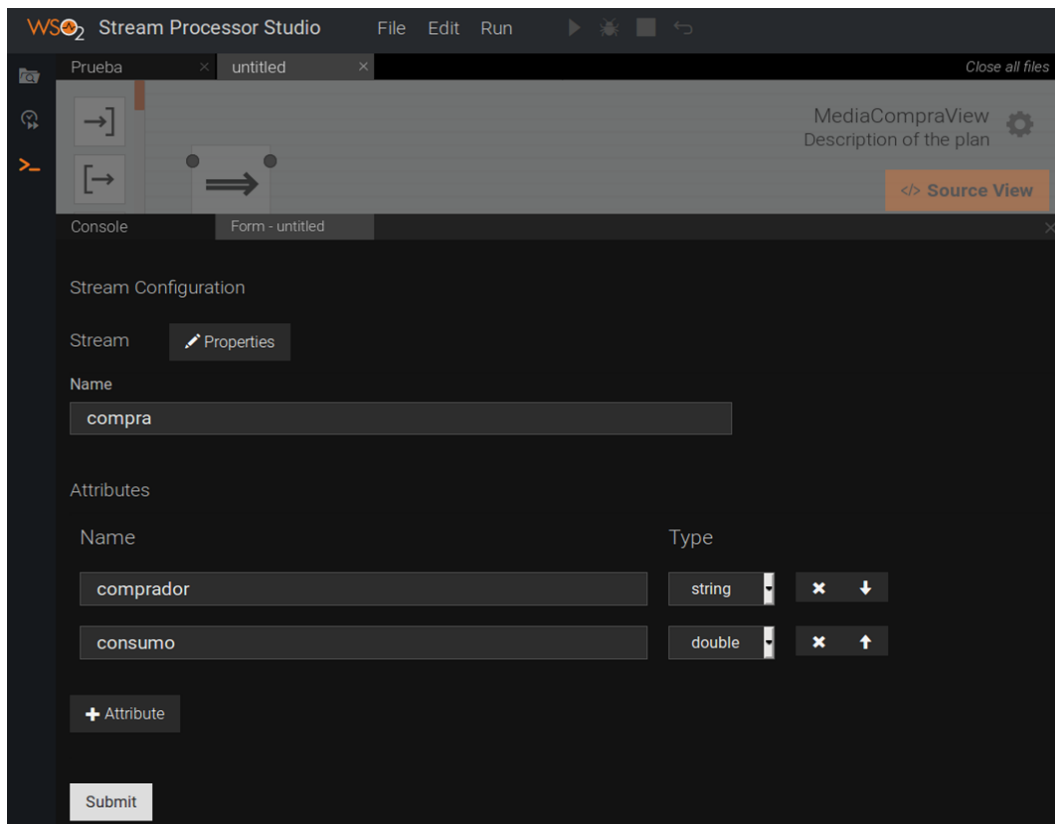 WSO2 Stream Processor Studio File Edit Run
Prueba × untitled × Close all files
MediaCompraView
Description of the plan
</> Source View
Console Form - untitled ×
Stream Configuration
Stream Properties
Name
compra
Attributes
Name Type
comprador string
consumo double
+ Attribute
Submit